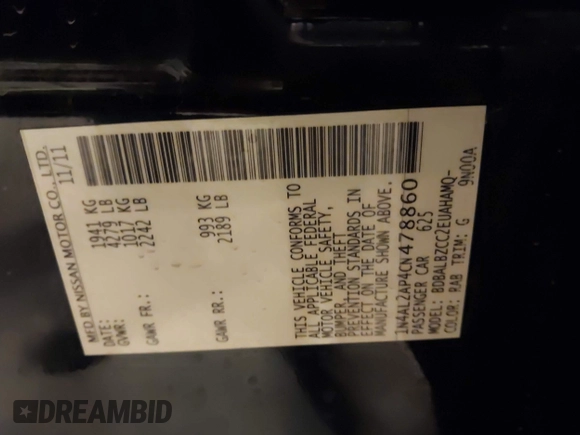 MFD BY NISSAN MOTOR CO., LTD.
11/11
DATE:
GVWR: 1941 KG
4279 LB
GAWR FR.: 1017 KG
2242 LB
GAWR RR.: 993 KG
2189 LB
THIS VEHICLE CONFORMS TO
ALL APPLICABLE FEDERAL
MOTOR VEHICLE SAFETY,
BUMPER, AND THEFT
PREVENTION STANDARDS IN
EFFECT ON THE DATE OF
MANUFACTURE SHOWN ABOVE.
1N4AL2AP4CN478860
PASSENGER CAR 625
MODEL: BDBALBZCC2EUAHAMQ-
COLOR: RAB TRIM: G 9N00A
DREAMBID